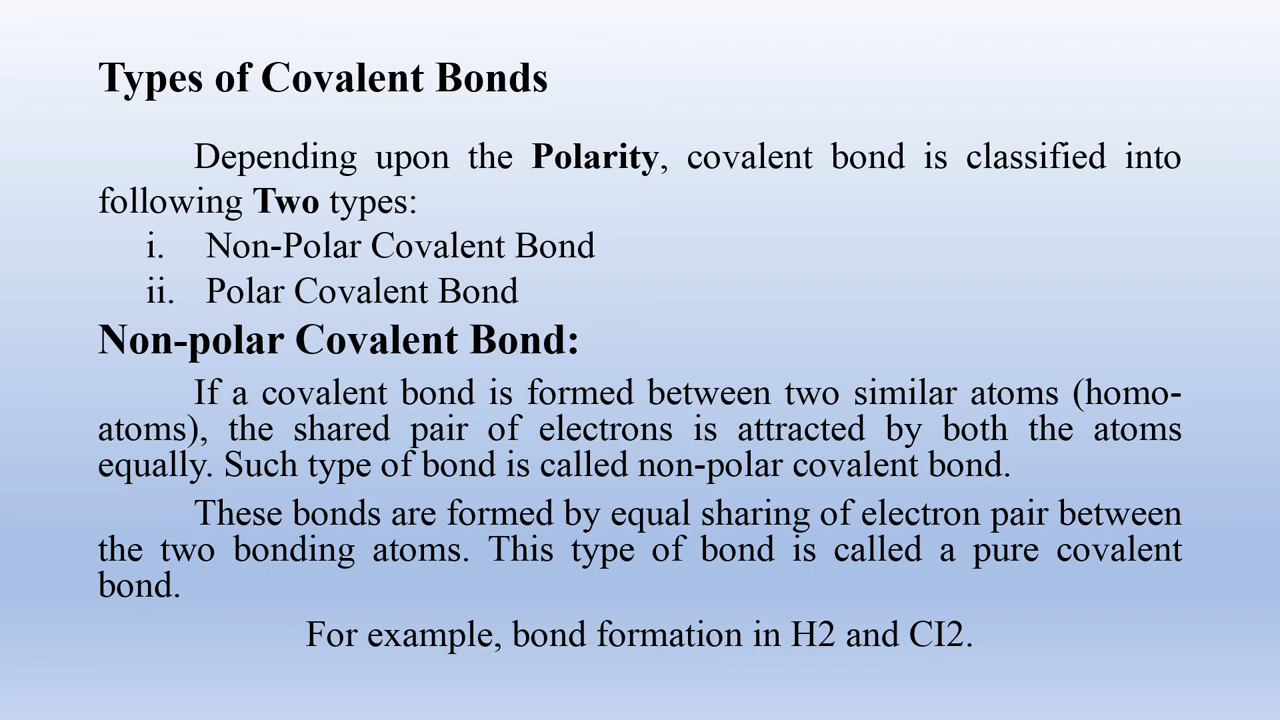 Types of Covalent Bonds
Depending upon the Polarity, covalent bond is classified into
following Two types:
i. Non-Polar Covalent Bond
ii. Polar Covalent Bond
Non-polar Covalent Bond:
If a covalent bond is formed between two similar atoms (homo-
atoms), the shared pair of electrons is attracted by both the atoms
equally. Such type of bond is called non-polar covalent bond.
These bonds are formed by equal sharing of electron pair between
the two bonding atoms. This type of bond is called a pure covalent
bond.
For example, bond formation in H2 and CI2.